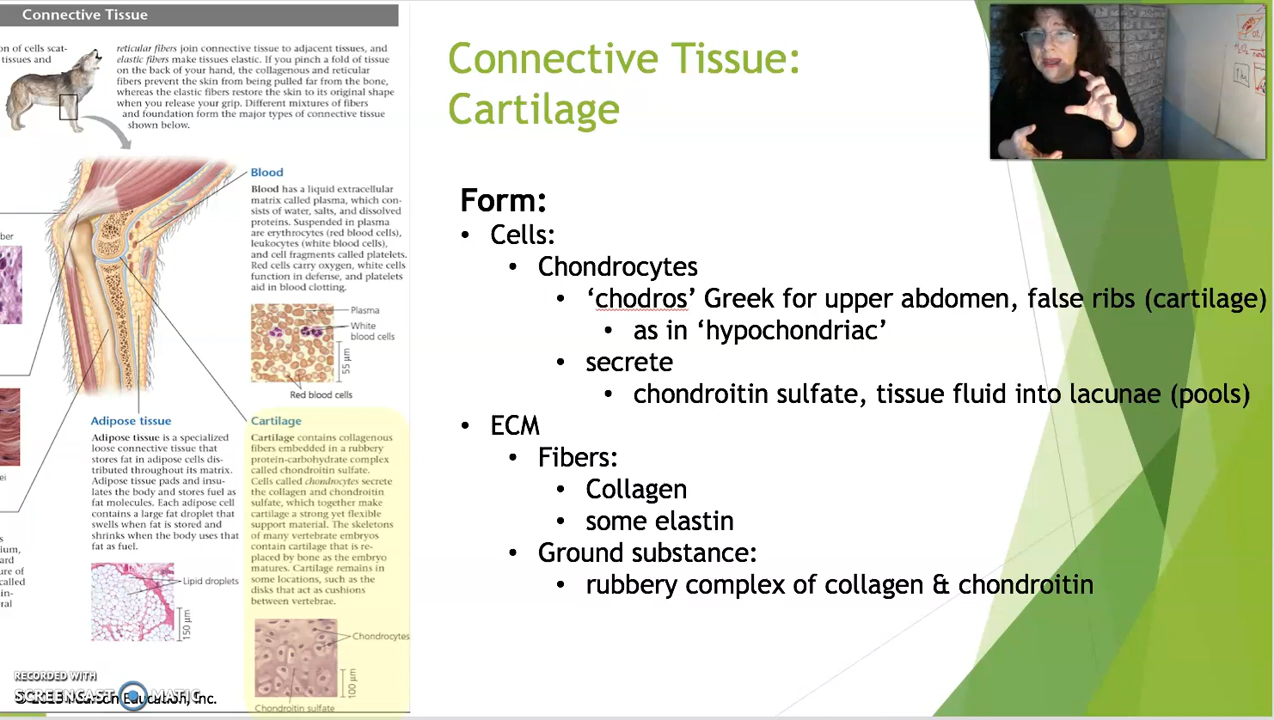 Connective Tissue
on of cells scat-
tissues and
reticular fibers join connective tissue to adjacent tissues, and
elastic fibers make tissues elastic. If you pinch a fold of tissue
on the back of your hand, the collagenous and reticular
fibers prevent the skin from being pulled far from the bone,
whereas the elastic fibers restore the skin to its original shape
when you release your grip. Different mixtures of fibers
and foundation form the major types of connective tissue
shown below.
Blood
Blood has a liquid extracellular
matrix called plasma, which con-
sists of water, salts, and dissolved
proteins. Suspended in plasma
are erythrocytes (red blood cells),
leukocytes (white blood cells),
and cell fragments called platelets.
Red cells carry oxygen, white cells
function in defense, and platelets
aid in blood clotting.
Plasma
White
blood cells
55 µm
Red blood cells
Adipose tissue
Adipose tissue is a specialized
loose connective tissue that
stores fat in adipose cells dis-
tributed throughout its matrix.
Adipose tissue pads and insu-
lates the body and stores fuel as
fat molecules. Each adipose cell
contains a large fat droplet that
swells when fat is stored and
shrinks when the body uses that
fat as fuel.
Lipid droplets
150 µm
Cartilage
Cartilage contains collagenous
fibers embedded in a rubbery
protein-carbohydrate complex
called chondroitin sulfate.
Cells called chondrocytes secrete
the collagen and chondroitin
sulfate, which together make
cartilage a strong yet flexible
support material. The skeletons
of many vertebrate embryos
contain cartilage that is re-
placed by bone as the embryo
matures. Cartilage remains in
some locations, such as the
disks that act as cushions
between vertebrae.
Chondrocytes
100 µm
Chondroitin sulfate
RECORDED WITH
SCREENCAST MATIC
Pearson Education, Inc.
Connective Tissue:
Cartilage
Form:
• Cells:
• Chondrocytes
• ‘chodros’ Greek for upper abdomen, false ribs (cartilage)
• as in ‘hypochondriac’
• secrete
• chondroitin sulfate, tissue fluid into lacunae (pools)
• ECM
• Fibers:
• Collagen
• some elastin
• Ground substance:
• rubbery complex of collagen & chondroitin